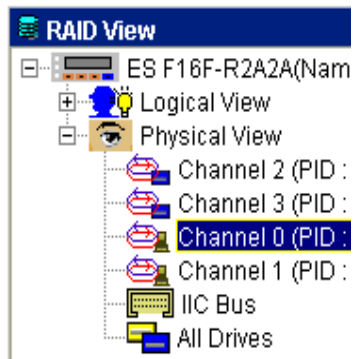 RAID View
ES F16F-R2A2A(Nam
Logical View
Physical View
Channel 2 (PID :
Channel 3 (PID :
Channel 0 (PID :
Channel 1 (PID :
IIC Bus
All Drives